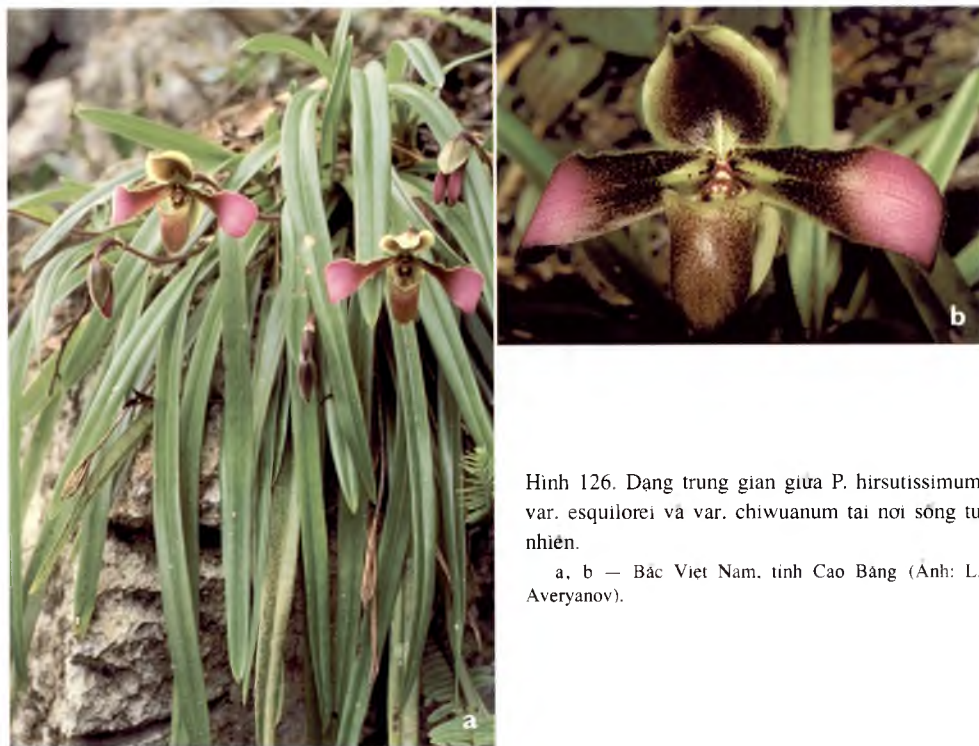 a
b
Hình 126. Dạng trung gian giữa P. hirsutissimum
var. esquilorei và var. chiwuanum tại nơi sống tự
nhiên.
a, b — Bắc Việt Nam, tỉnh Cao Bằng (Ảnh: L.
Averyanov).